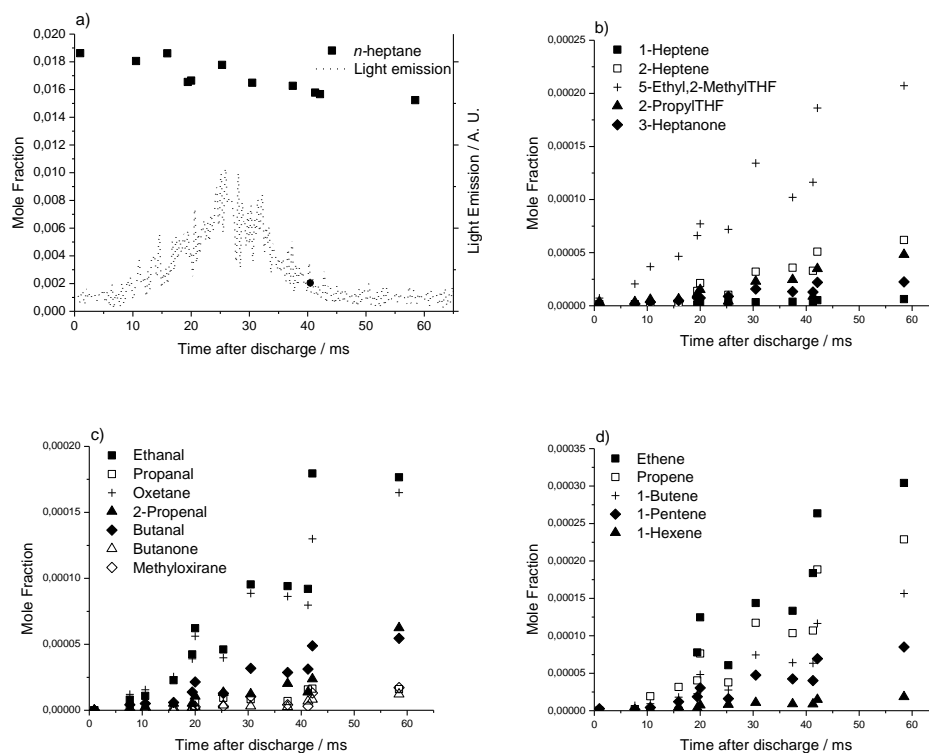 a)
0,020
0,018
0,016
0,014
0,012
0,010
0,008
0,006
0,004
0,002
0,000
Mole Fraction
n-heptane
Light emission
Light Emission / A. U.
0 10 20 30 40 50 60
Time after discharge / ms
b)
0,00025
0,00020
0,00015
0,00010
0,00005
0,00000
Mole Fraction
1-Heptene
2-Heptene
5-Ethyl,2-MethylTHF
2-PropylTHF
3-Heptanone
0 10 20 30 40 50 60
Time after discharge / ms
c)
0,00020
0,00015
0,00010
0,00005
0,00000
Mole Fraction
Ethanal
Propanal
Oxetane
2-Propenal
Butanal
Butanone
Methyloxirane
0 10 20 30 40 50 60
Time after discharge / ms
d)
0,00035
0,00030
0,00025
0,00020
0,00015
0,00010
0,00005
0,00000
Mole Fraction
Ethene
Propene
1-Butene
1-Pentene
1-Hexene
0 10 20 30 40 50 60
Time after discharge / ms